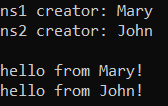 ns1 creator: Mary
ns2 creator: John

hello from Mary!
hello from John!